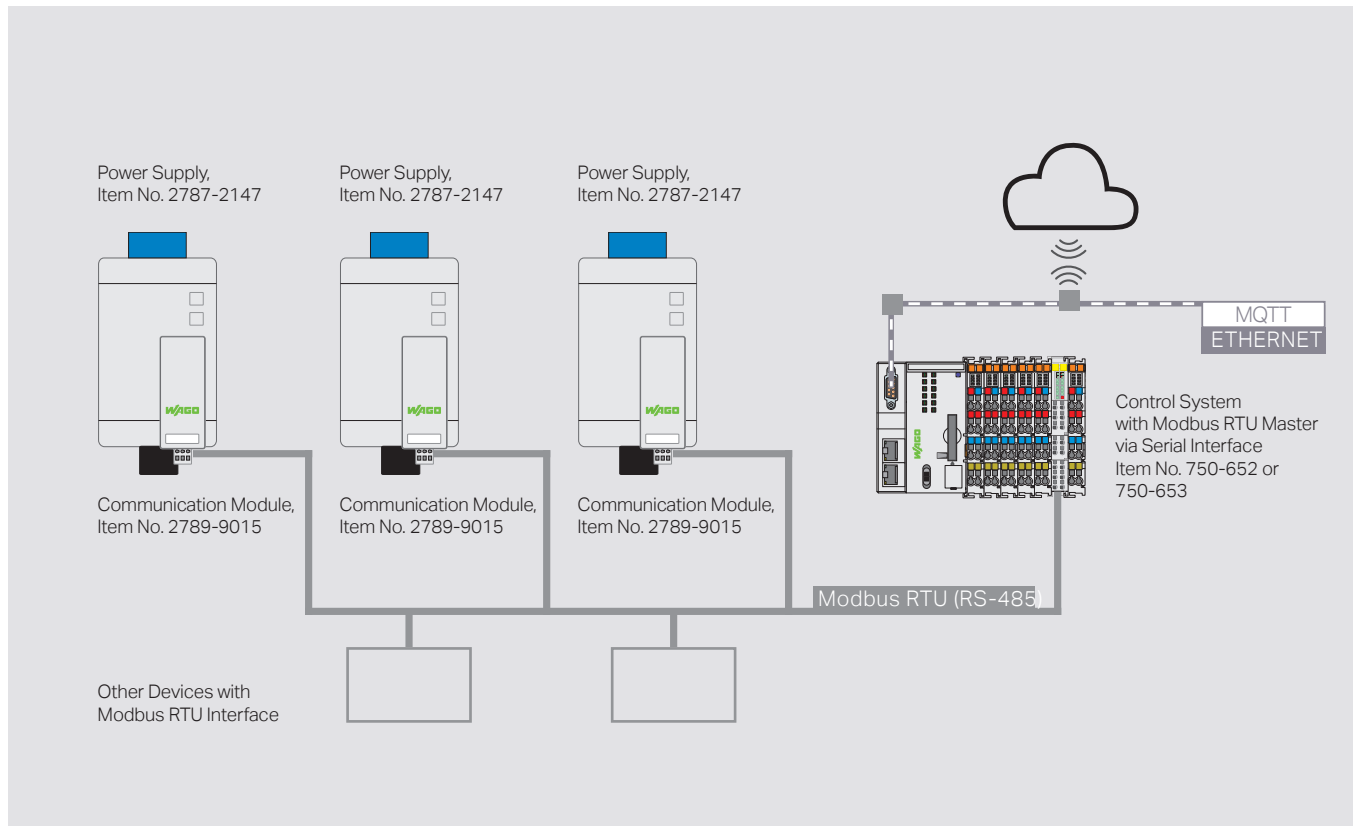 Power Supply,
Item No. 2787-2147
Power Supply,
Item No. 2787-2147
Power Supply,
Item No. 2787-2147
WAGO
WAGO
WAGO
Communication Module,
Item No. 2789-9015
Communication Module,
Item No. 2789-9015
Communication Module,
Item No. 2789-9015
MQTT
ETHERNET
WAGO
Control System
with Modbus RTU Master
via Serial Interface
Item No. 750-652 or
750-653
Modbus RTU (RS-485)
Other Devices with
Modbus RTU Interface